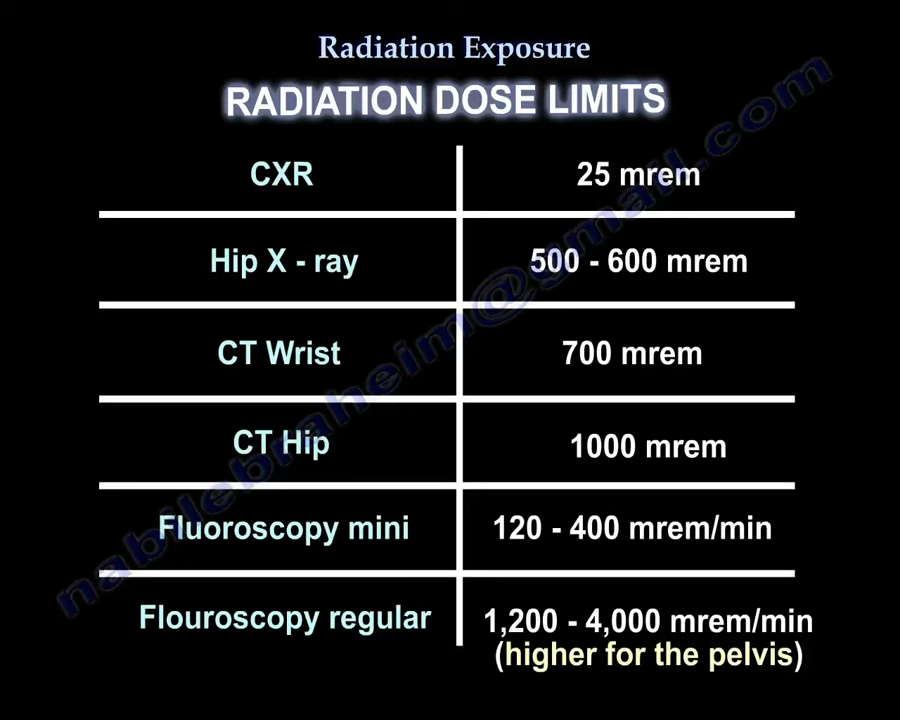 Radiation Exposure
RADIATION DOSE LIMITS
CXR 25 mrem
Hip X - ray 500 - 600 mrem
CT Wrist 700 mrem
CT Hip 1000 mrem
Fluoroscopy mini 120 - 400 mrem/min
Flouroscopy regular 1,200 - 4,000 mrem/min
(higher for the pelvis)
nabilebraheim@gmail.com